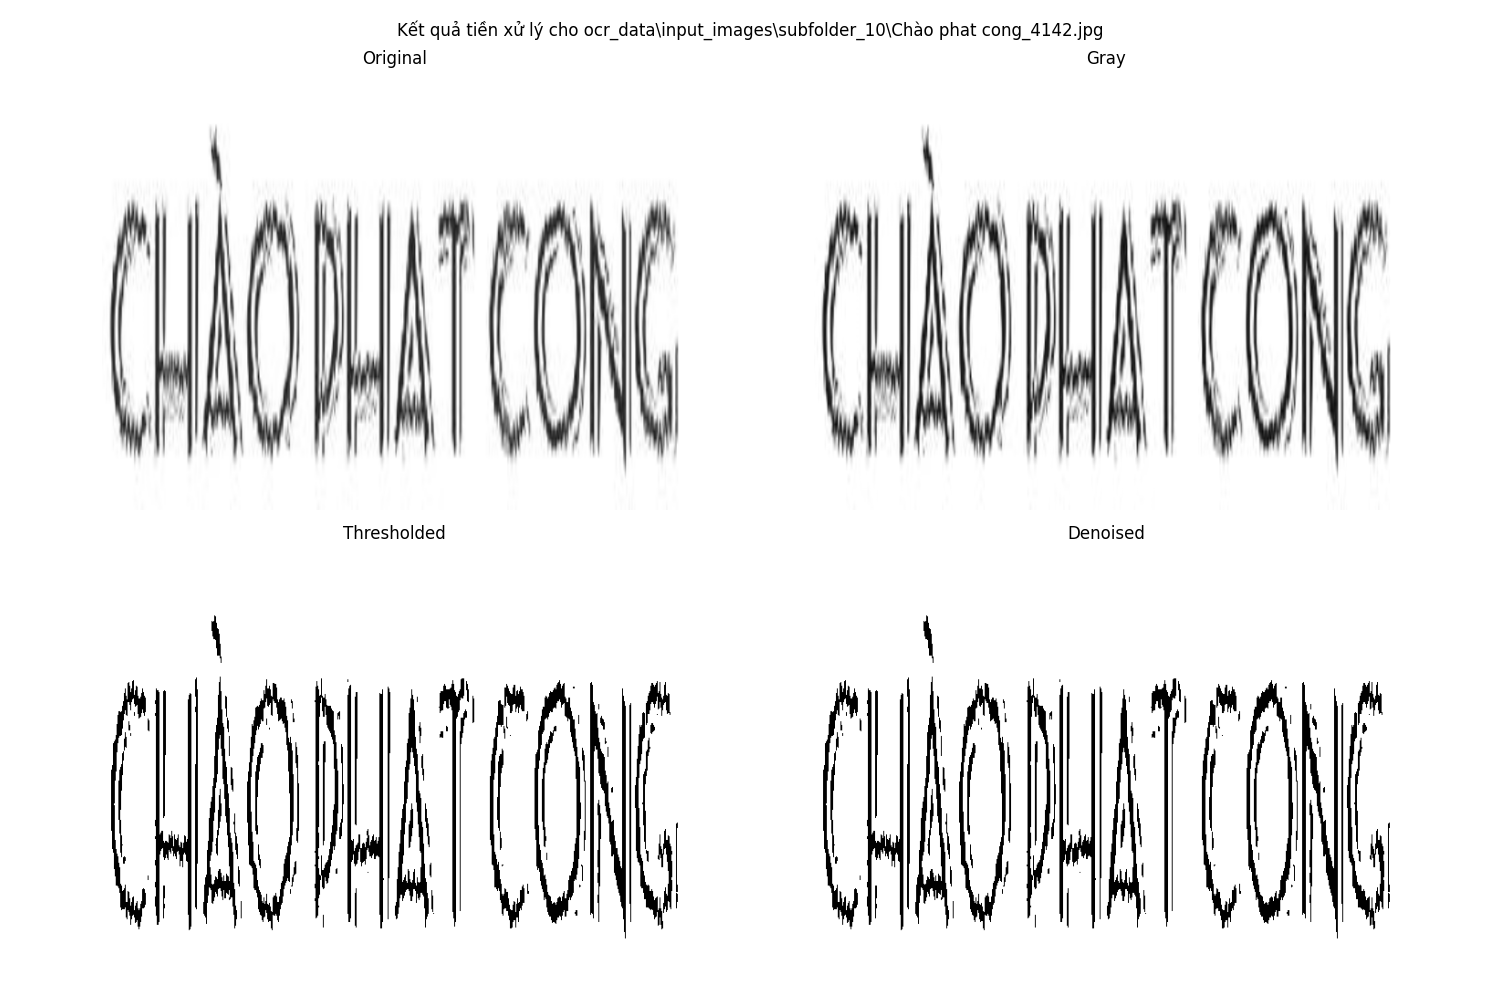 Kết quả tiền xử lý cho ocr_data\input_images\subfolder_10\Chào phat cong_4142.jpg
Original
Gray
CHÀO PHAT CONG
CHÀO PHAT CONG
Thresholded
Denoised
CHÀO PHAT CONG
CHÀO PHAT CONG